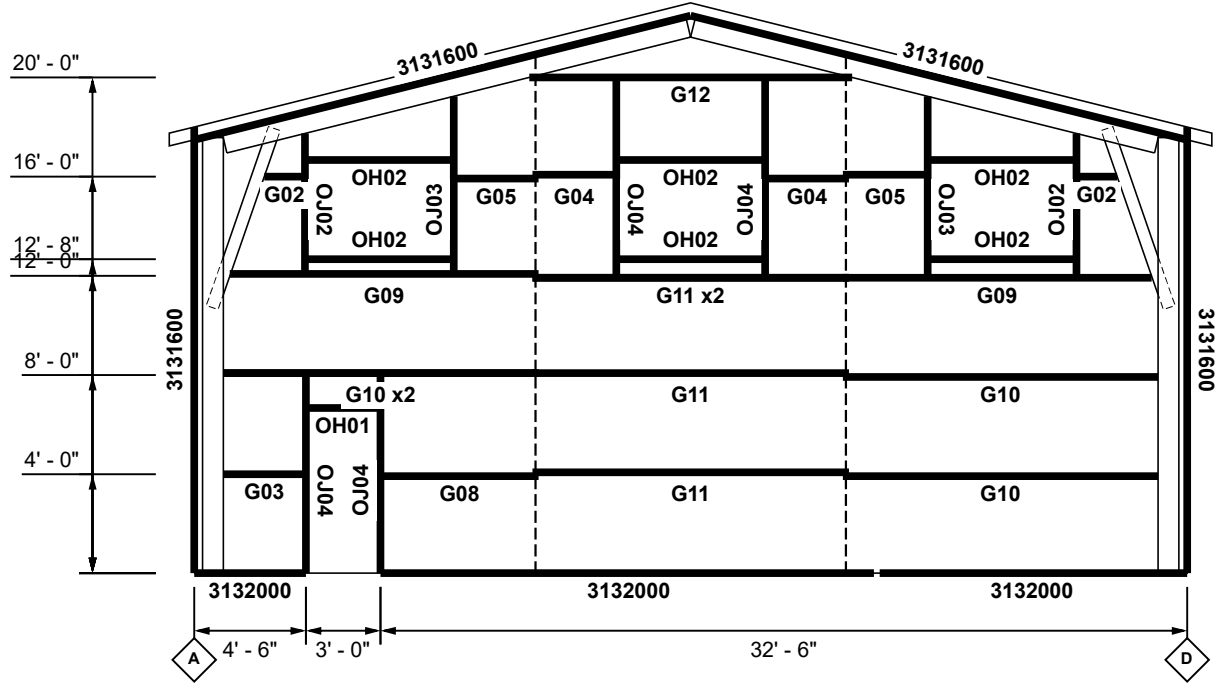 3131600
3131600
20' - 0"
G12
16' - 0"
G02
OJ02
OH02
OJ03
G05
G04
OJ04
OH02
OJ04
G04
G05
OJ03
OH02
OJ02
G02
OH02
OH02
OH02
12' - 8"
12' - 0"
G09
G11 x2
G09
3131600
3131600
8' - 0"
G10 x2
G11
G10
OH01
4' - 0"
G03
OJ04
OJ04
G08
G11
G10
3132000
3132000
3132000
A
4' - 6"
3' - 0"
32' - 6"
D